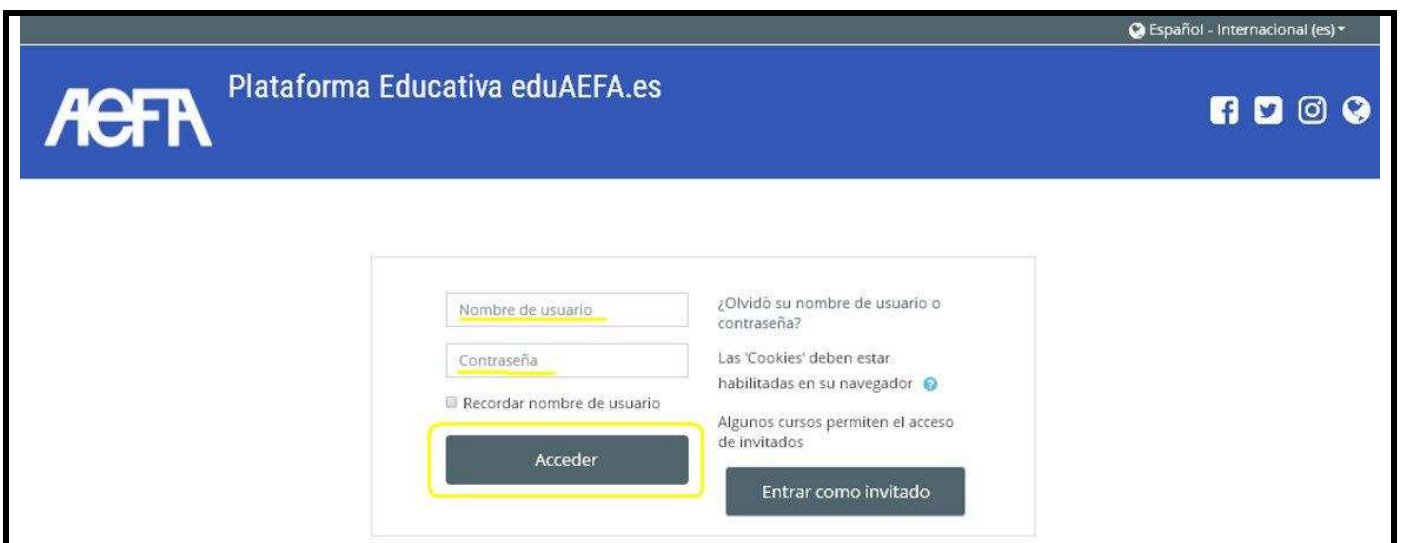 Español - Internacional (es)
AEFA
Plataforma Educativa eduAEFA.es
Nombre de usuario
Contraseña
Recordar nombre de usuario
Acceder
¿Olvidó su nombre de usuario o
contraseña?
Las 'Cookies' deben estar
habilitadas en su navegador
Algunos cursos permiten el acceso
de invitados
Entrar como invitado